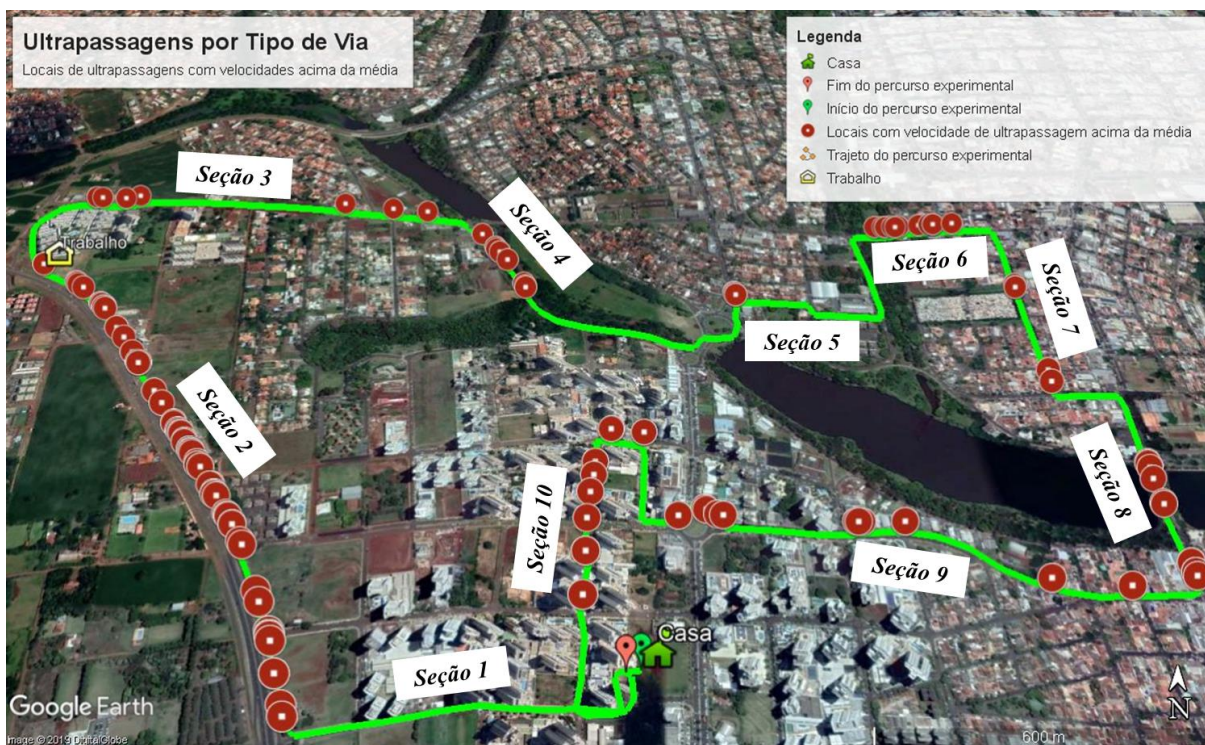 Ultrapassagens por Tipo de Via
Locais de ultrapassagens com velocidades acima da média
Legenda
Casa
Fim do percurso experimental
Início do percurso experimental
Locais com velocidade de ultrapassagem acima da média
Trajeto do percurso experimental
Trabalho
Seção 3
Seção 4
Trabalho
Seção 6
Seção 7
Seção 5
Seção 2
Seção 8
Seção 10
Seção 9
Casa
Seção 1
Google Earth
N
Image © 2019 DigitalGlobe
600 m